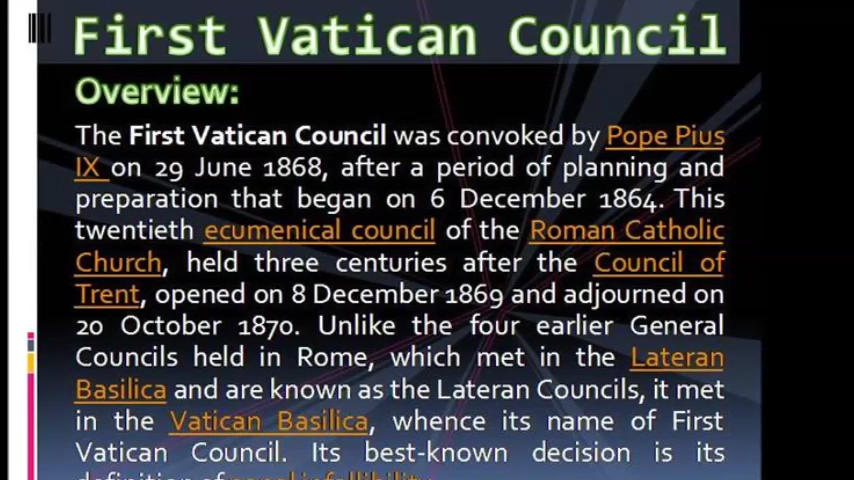 First Vatican Council
Overview:
The First Vatican Council was convoked by Pope Pius
IX on 29 June 1868, after a period of planning and
preparation that began on 6 December 1864. This
twentieth ecumenical council of the Roman Catholic
Church, held three centuries after the Council of
Trent, opened on 8 December 1869 and adjourned on
20 October 1870. Unlike the four earlier General
Councils held in Rome, which met in the Lateran
Basilica and are known as the Lateran Councils, it met
in the Vatican Basilica, whence its name of First
Vatican Council. Its best-known decision is its
definition of papal infallibility.